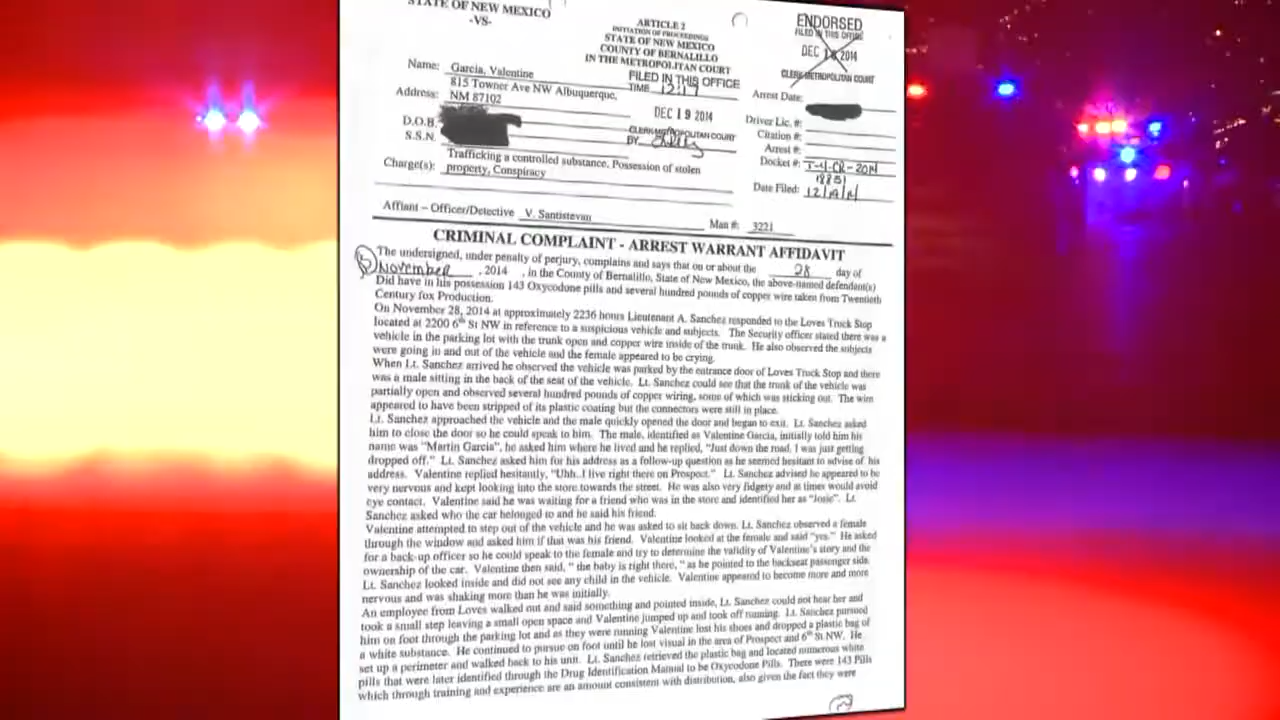 STATE OF NEW MEXICO
-VS-
ARTICLE 2
INITIATION OF PROCEEDINGS
STATE OF NEW MEXICO
COUNTY OF BERNALILLO
IN THE METROPOLITAN COURT
ENDORSED
FILED IN THIS OFFICE
DEC 2014
CLERK METROPOLITAN COURT
FILED IN THIS OFFICE
TIME 12:17
DEC 19 2014
CLERK METROPOLITAN COURT
BY
Name: Garcia, Valentine
Address: 815 Towner Ave NW Albuquerque,
NM 87102
D.O.B.
S.S.N.
Charge(s): Trafficking a controlled substance, Possession of stolen
property, Conspiracy
Arrest Date:
Driver Lic. #:
Citation #:
Arrest #:
Docket #: T-4-CR-2014
18851
Date Filed: 12/19/14
Affiant – Officer/Detective V. Santistevan Man #: 3221
CRIMINAL COMPLAINT - ARREST WARRANT AFFIDAVIT
The undersigned, under penalty of perjury, complains and says that on or about the 28 day of
November , 2014 , in the County of Bernalillo, State of New Mexico, the above-named defendant(s)
Did have in his possession 143 Oxycodone pills and several hundred pounds of copper wire taken from Twentieth
Century fox Production.
On November 28, 2014 at approximately 2236 hours Lieutenant A. Sanchez responded to the Loves Truck Stop
located at 2200 6th St NW in reference to a suspicious vehicle and subjects. The Security officer stated there was a
vehicle in the parking lot with the trunk open and copper wire inside of the trunk. He also observed the subjects
were going in and out of the vehicle and the female appeared to be crying.
When Lt. Sanchez arrived he observed the vehicle was parked by the entrance door of Loves Truck Stop and there
was a male sitting in the back of the seat of the vehicle. Lt. Sanchez could see that the trunk of the vehicle was
partially open and observed several hundred pounds of copper wiring, some of which was sticking out. The wire
appeared to have been stripped of its plastic coating but the connectors were still in place.
Lt. Sanchez approached the vehicle and the male quickly opened the door and began to exit. Lt. Sanchez asked
him to close the door so he could speak to him. The male, identified as Valentine Garcia, initially told him his
name was "Martin Garcia", he asked him where he lived and he replied, "Just down the road, I was just getting
dropped off." Lt. Sanchez asked him for his address as a follow-up question as he seemed hesitant to advise of his
address. Valentine replied hesitantly, "Uhh..I live right there on Prospect." Lt. Sanchez advised he appeared to be
very nervous and kept looking into the store towards the street. He was also very fidgety and at times would avoid
eye contact. Valentine said he was waiting for a friend who was in the store and identified her as "Josie". Lt.
Sanchez asked who the car belonged to and he said his friend.
Valentine attempted to step out of the vehicle and he was asked to sit back down. Lt. Sanchez observed a female
through the window and asked him if that was his friend. Valentine looked at the female and said "yes." He asked
for a back-up officer so he could speak to the female and try to determine the validity of Valentine's story and the
ownership of the car. Valentine then said, " the baby is right there, " as he pointed to the backseat passenger side.
Lt. Sanchez looked inside and did not see any child in the vehicle. Valentine appeared to become more and more
nervous and was shaking more than he was initially.
An employee from Loves walked out and said something and pointed inside, Lt. Sanchez could not hear her and
took a small step leaving a small open space and Valentine jumped up and took off running. Lt. Sanchez pursued
him on foot through the parking lot and as they were running Valentine lost his shoes and dropped a plastic bag of
a white substance. He continued to pursue on foot until he lost visual in the area of Prospect and 6th St NW. He
set up a perimeter and walked back to his unit. Lt. Sanchez retrieved the plastic bag and located numerous white
pills that were later identified through the Drug Identification Manual to be Oxycodone Pills. There were 143 Pills
which through training and experience are an amount consistent with distribution, also given the fact they were